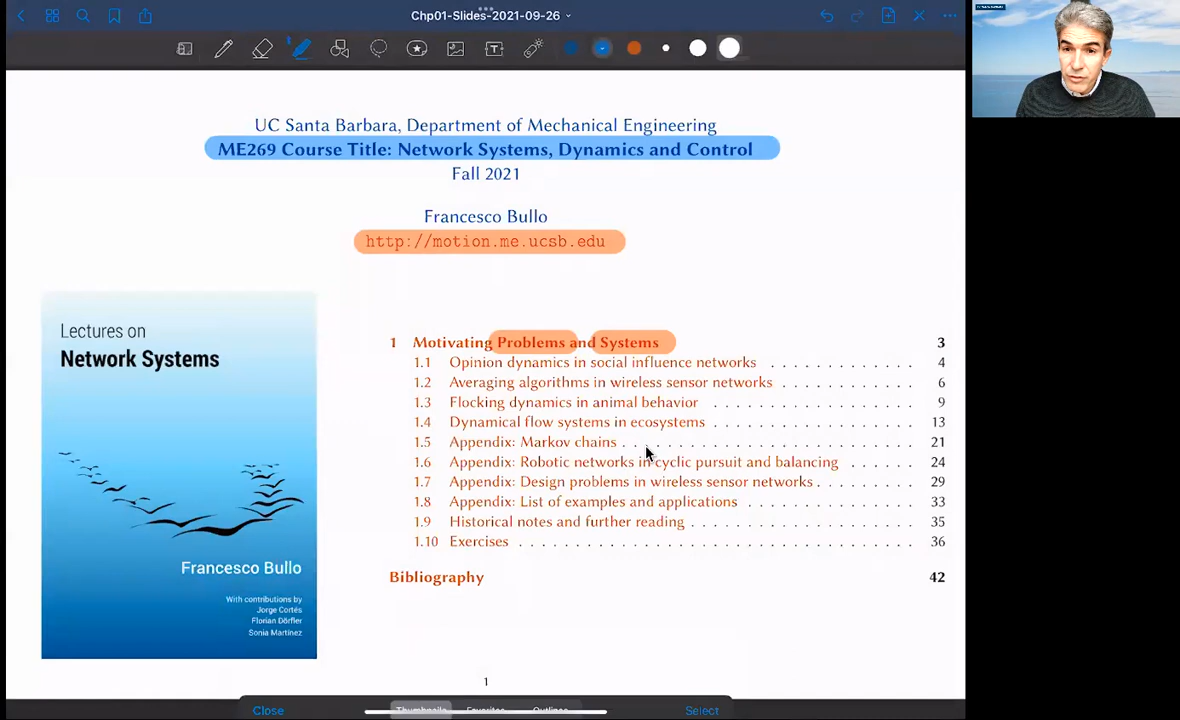 Chp01-Slides-2021-09-26
UC Santa Barbara, Department of Mechanical Engineering
ME269 Course Title: Network Systems, Dynamics and Control
Fall 2021
Francesco Bullo
http://motion.me.ucsb.edu
Lectures on
Network Systems
Francesco Bullo
With contributions by
Jorge Cortés
Florian Dörfler
Sonia Martínez
1 Motivating Problems and Systems 3
1.1 Opinion dynamics in social influence networks . . . . . . . . . . . . 4
1.2 Averaging algorithms in wireless sensor networks . . . . . . . . . . . 6
1.3 Flocking dynamics in animal behavior . . . . . . . . . . . . . . . . 9
1.4 Dynamical flow systems in ecosystems . . . . . . . . . . . . . . . . 13
1.5 Appendix: Markov chains . . . . . . . . . . . . . . . . . . . . . . 21
1.6 Appendix: Robotic networks in cyclic pursuit and balancing . . . . . 24
1.7 Appendix: Design problems in wireless sensor networks . . . . . . . . 29
1.8 Appendix: List of examples and applications . . . . . . . . . . . . . 33
1.9 Historical notes and further reading . . . . . . . . . . . . . . . . . 35
1.10 Exercises . . . . . . . . . . . . . . . . . . . . . . . . . . . . . 36
Bibliography 42
1
Close Thumbnails Favorites Outlines Select